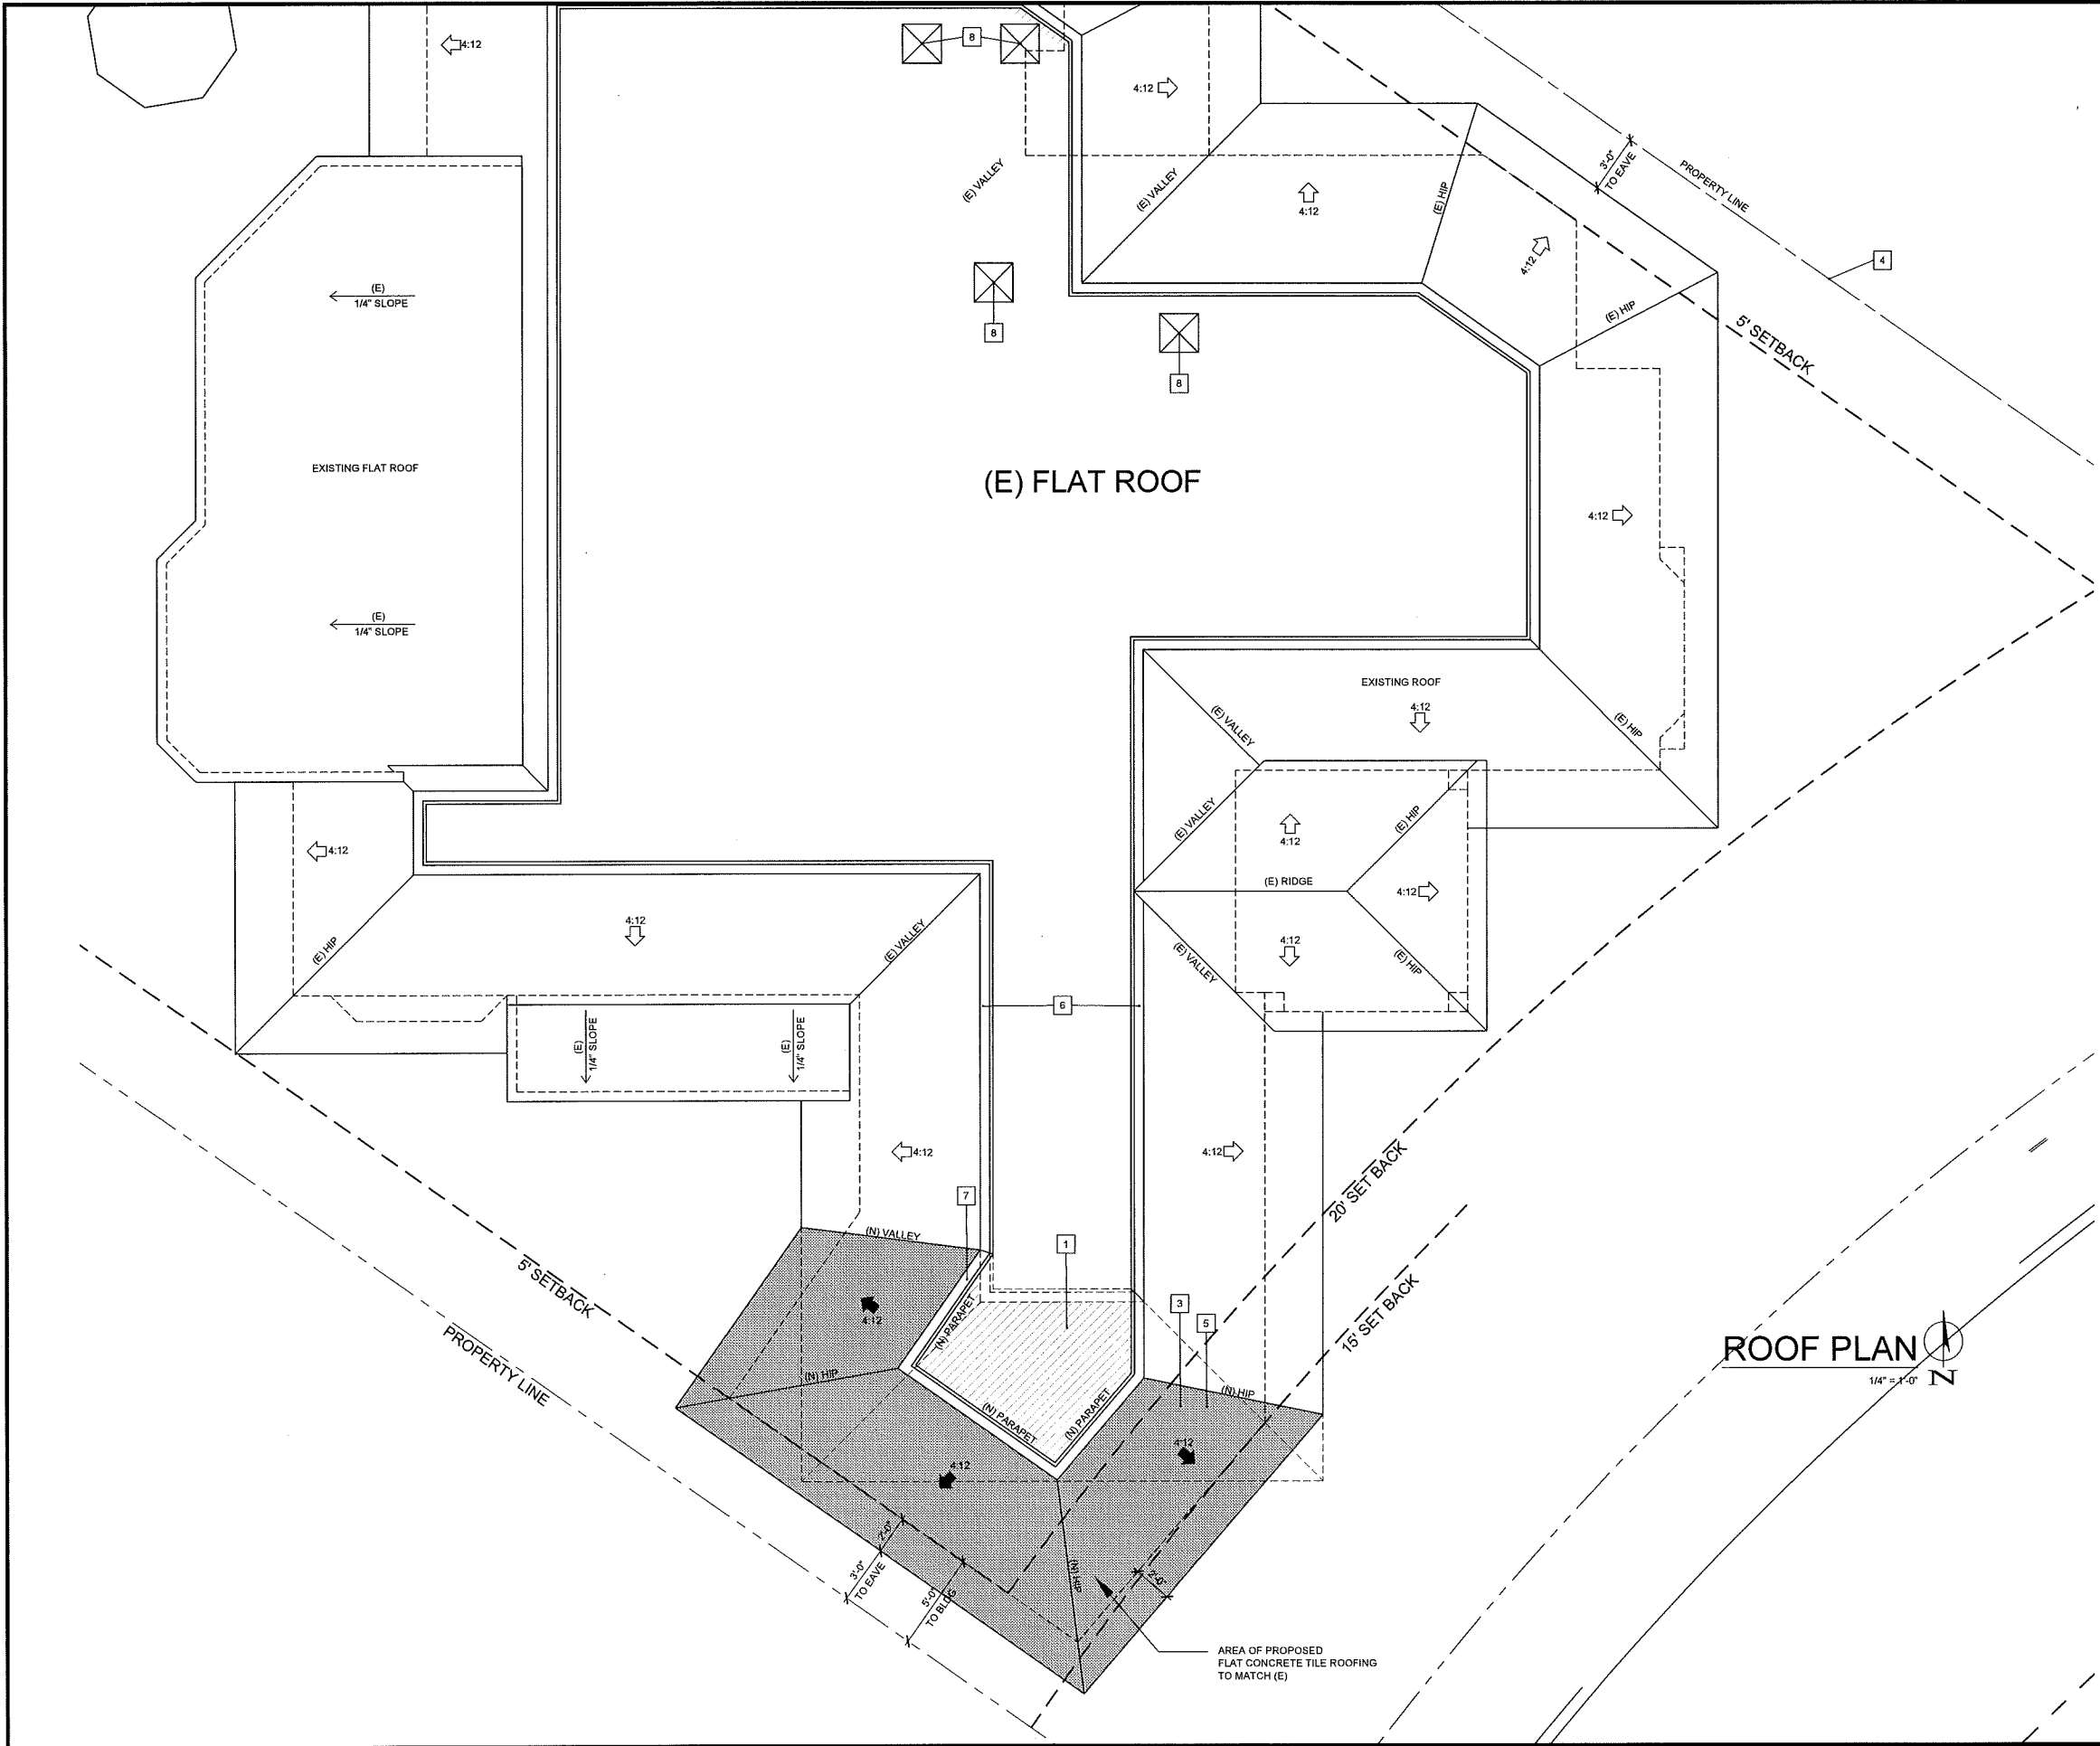 4:12
8
4:12
(E) VALLEY
(E) VALLEY
4:12
(E) HIP
3'-0"
TO EAVE
PROPERTY LINE
4
4:12
(E) HIP
5' SETBACK
(E)
1/4" SLOPE
8
8
EXISTING FLAT ROOF
(E) FLAT ROOF
4:12
(E)
1/4" SLOPE
EXISTING ROOF
4:12
(E) VALLEY
(E) HIP
(E) VALLEY
4:12
(E) HIP
4:12
(E) RIDGE
4:12
4:12
(E) VALLEY
(E) HIP
4:12
(E) VALLEY
(E) HIP
6
(E)
1/4" SLOPE
(E)
1/4" SLOPE
4:12
4:12
20' SET BACK
7
(N) VALLEY
1
5' SETBACK
3
5
15' SET BACK
4:12
(N) PARAPET
PROPERTY LINE
(N) HIP
(N) PARAPET
(N) PARAPET
(N) HIP
4:12
4:12
ROOF PLAN
1/4" = 1'-0"
N
2'-0"
3'-0"
TO EAVE
5'-0"
TO BLDG
(N) HIP
2'-0"
AREA OF PROPOSED
FLAT CONCRETE TILE ROOFING
TO MATCH (E)